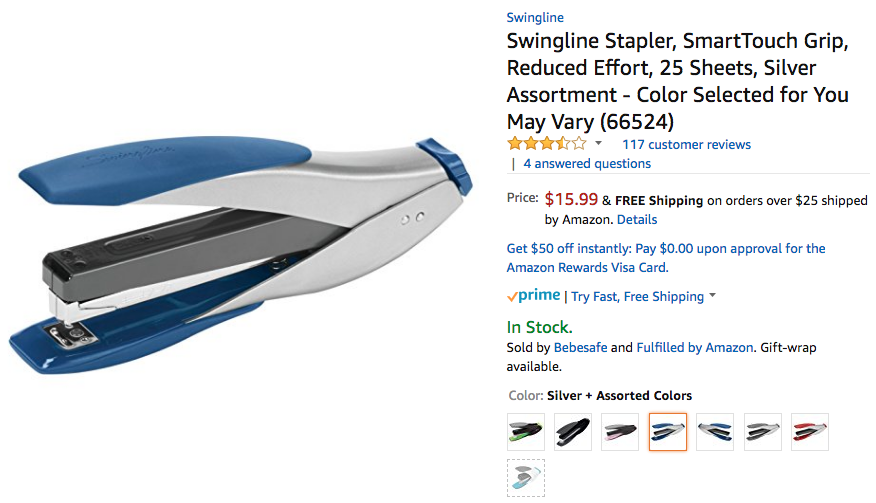 Swingline
Swingline Stapler, SmartTouch Grip,
Reduced Effort, 25 Sheets, Silver
Assortment - Color Selected for You
May Vary (66524)
117 customer reviews
| 4 answered questions
Price: $15.99 & FREE Shipping on orders over $25 shipped
by Amazon. Details
Get $50 off instantly: Pay $0.00 upon approval for the
Amazon Rewards Visa Card.
prime | Try Fast, Free Shipping
In Stock.
Sold by Bebesafe and Fulfilled by Amazon. Gift-wrap
available.
Color: Silver + Assorted Colors
Swingline